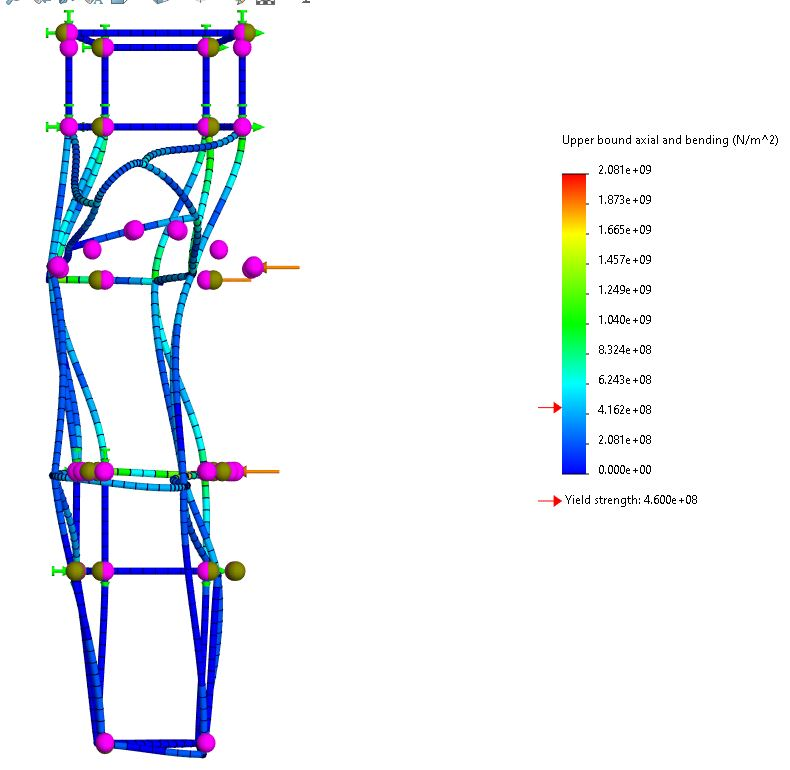 Upper bound axial and bending (N/m^2)
2.081e+09
1.873e+09
1.665e+09
1.457e+09
1.249e+09
1.040e+09
8.324e+08
6.243e+08
4.162e+08
2.081e+08
0.000e+00
Yield strength: 4.600e+08